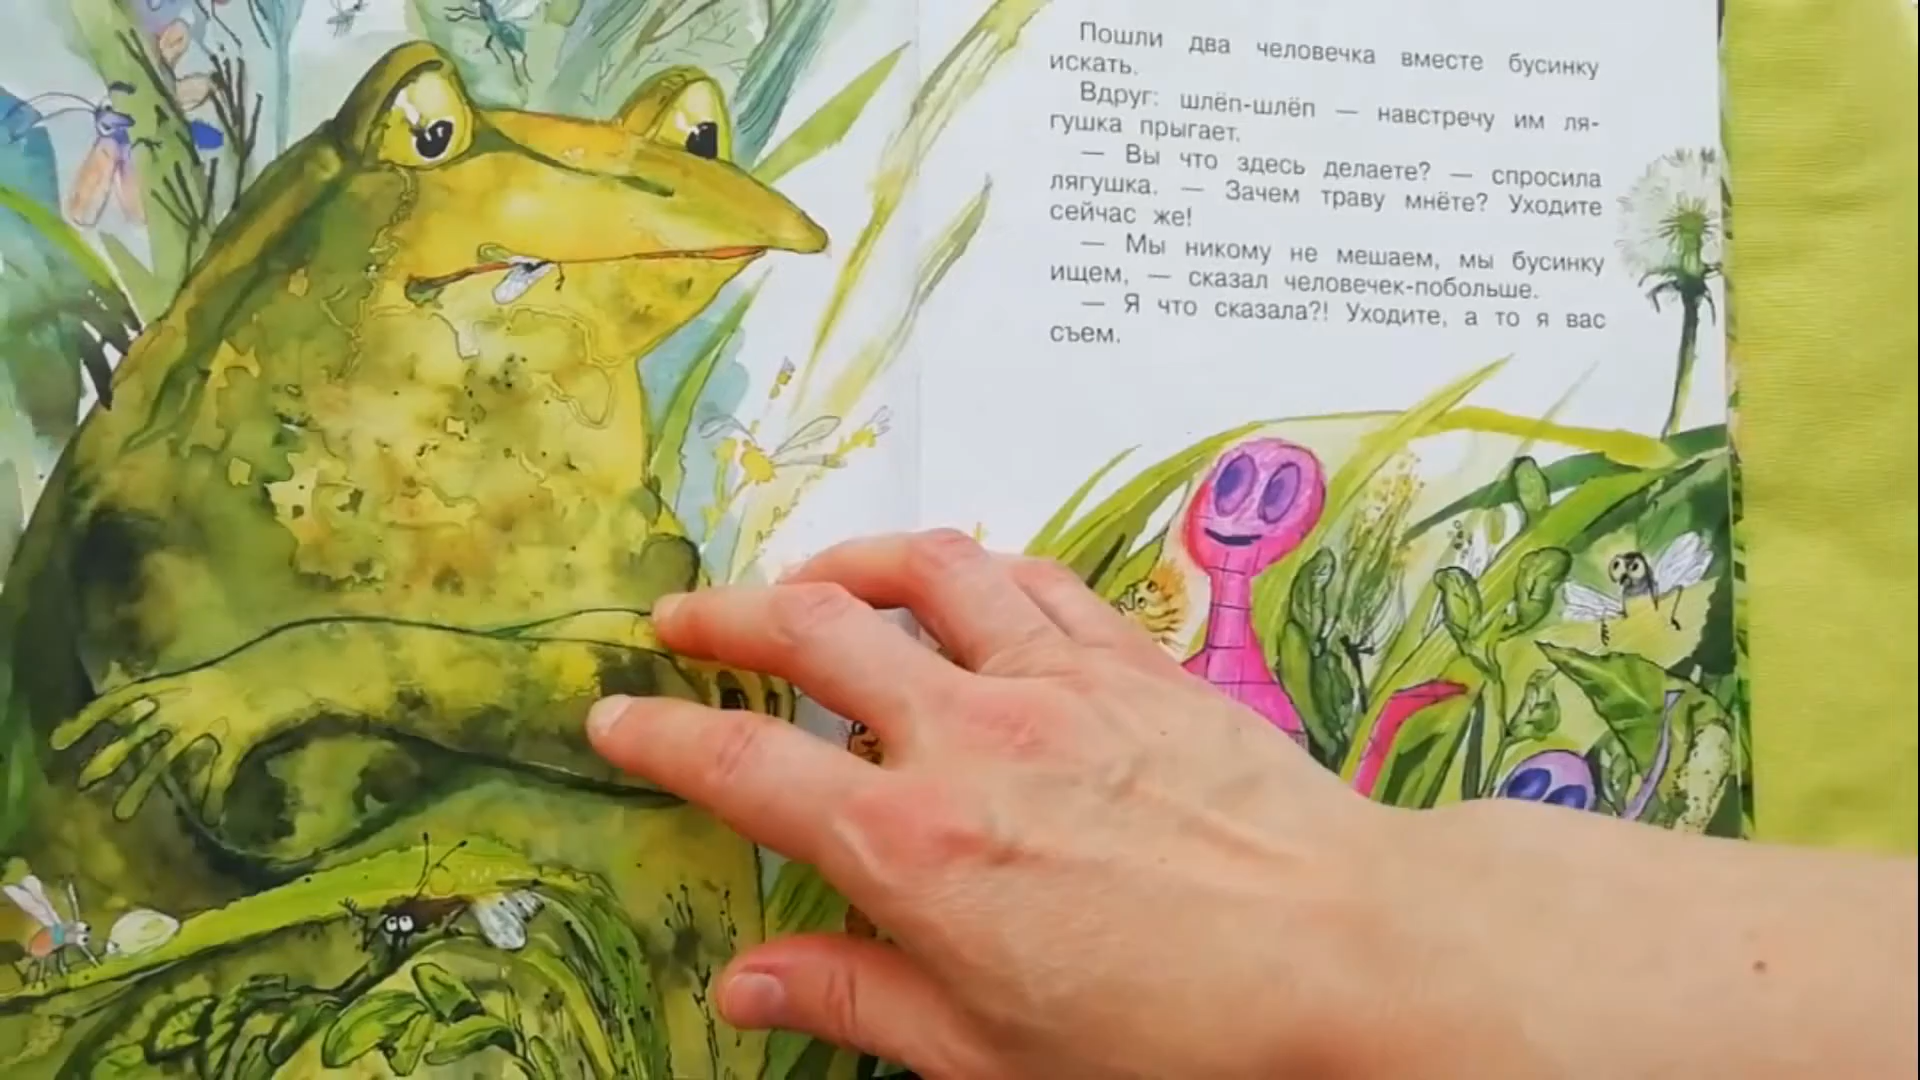 Пошли два человечка вместе бусинку
искать.
Вдруг: шлёп-шлёп — навстречу им ля-
гушка прыгает.
— Вы что здесь делаете? — спросила
лягушка. — Зачем траву мнёте? Уходите
сейчас же!
— Мы никому не мешаем, мы бусинку
ищем, — сказал человечек-побольше.
— Я что сказала?! Уходите, а то я вас
съем.